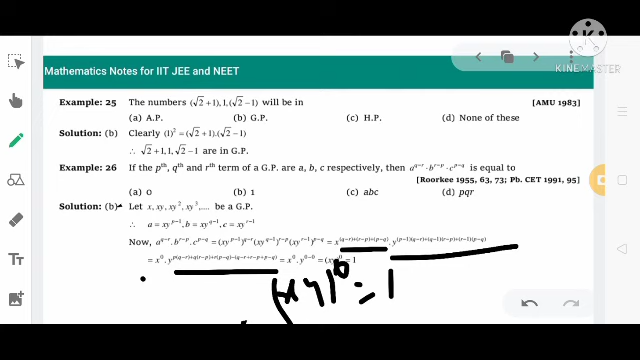 KINEMASTER
Mathematics Notes for IIT JEE and NEET
Example: 25 The numbers (√2 + 1), 1, (√2 − 1) will be in [AMU 1983]
(a) A.P. (b) G.P. (c) H.P. (d) None of these
Solution: (b) Clearly (1)² = (√2 + 1).(√2 − 1)
∴ √2 + 1, 1, √2 − 1 are in G.P.
Example: 26 If the pᵗʰ, qᵗʰ and rᵗʰ term of a G.P. are a, b, c respectively, then a^{q−r} . b^{r−p} . c^{p−q} is equal to
[Roorkee 1955, 63, 73; Pb. CET 1991, 95]
(a) 0 (b) 1 (c) abc (d) pqr
Solution: (b) Let x, xy, xy², xy³, .... be a G.P.
∴ a = xy^{p−1}, b = xy^{q−1}, c = xy^{r−1}
Now, a^{q−r} . b^{r−p} . c^{p−q} = (xy^{p−1})^{q−r} (xy^{q−1})^{r−p} (xy^{r−1})^{p−q} = x^{(q−r)+(r−p)+(p−q)} . y^{(p−1)(q−r)+(q−1)(r−p)+(r−1)(p−q)}
= x⁰ . y^{p(q−r)+q(r−p)+r(p−q)−(q−r+r−p+p−q)} = x⁰ . y^{0−0} = (xy)⁰ = 1
(xy)⁰ = 1